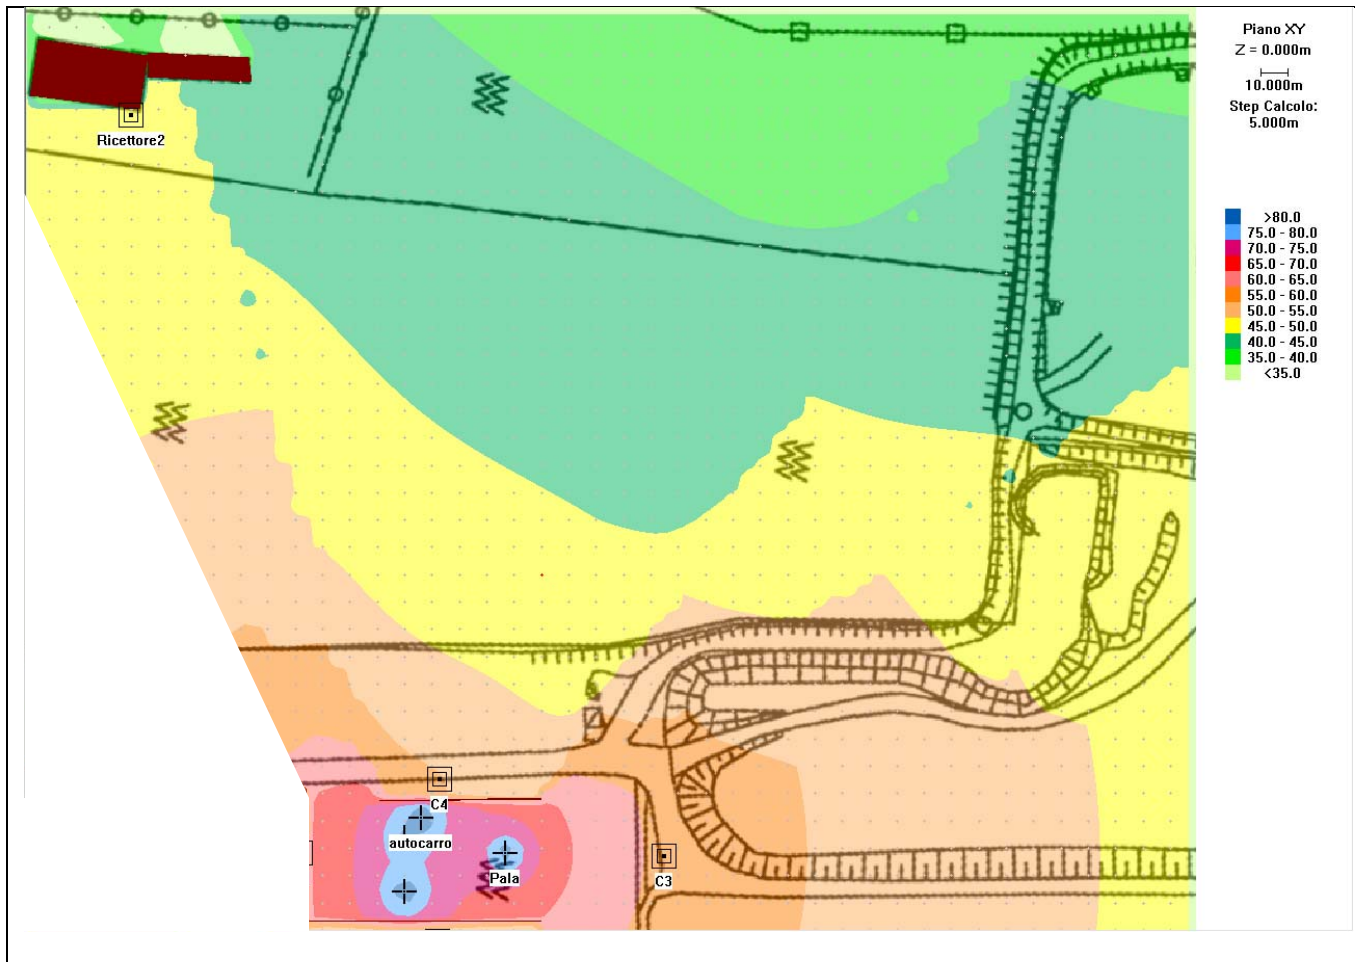 Piano XY
Z = 0.000m
10.000m
Step Calcolo:
5.000m
Ricettore2
>80.0
75.0 - 80.0
70.0 - 75.0
65.0 - 70.0
60.0 - 65.0
55.0 - 60.0
50.0 - 55.0
45.0 - 50.0
40.0 - 45.0
35.0 - 40.0
<35.0
C4
autocarro
Pala
C3